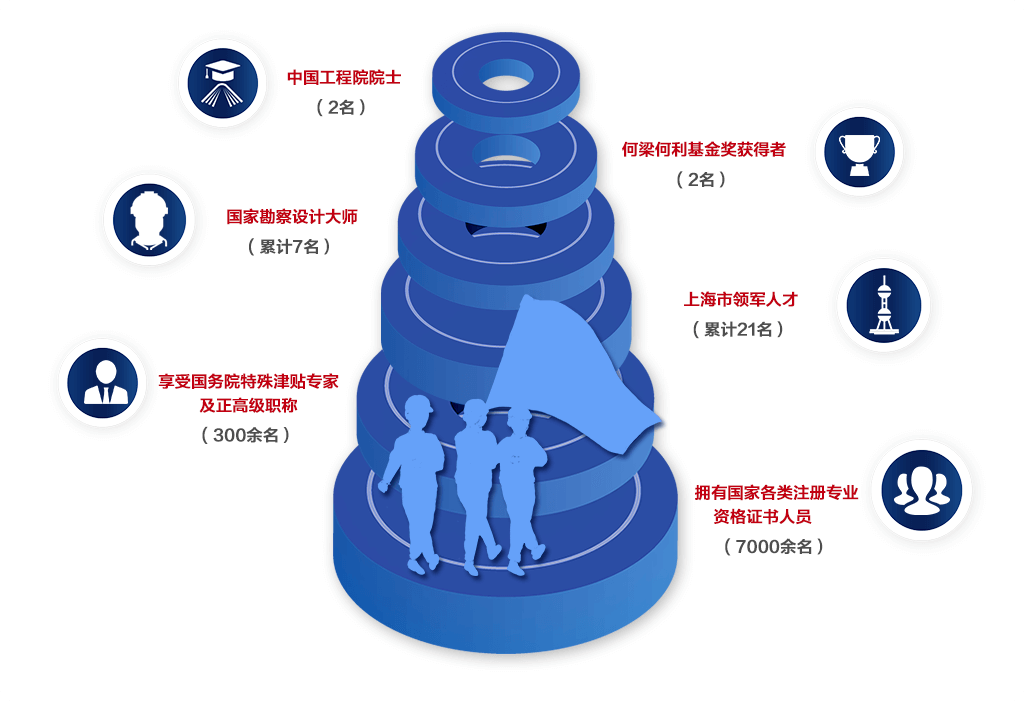 中国工程院院士
（2名）
何梁何利基金奖获得者
（2名）
国家勘察设计大师
（累计7名）
上海市领军人才
（累计21名）
享受国务院特殊津贴专家
及正高级职称
（300余名）
拥有国家各类注册专业
资格证书人员
（7000余名）